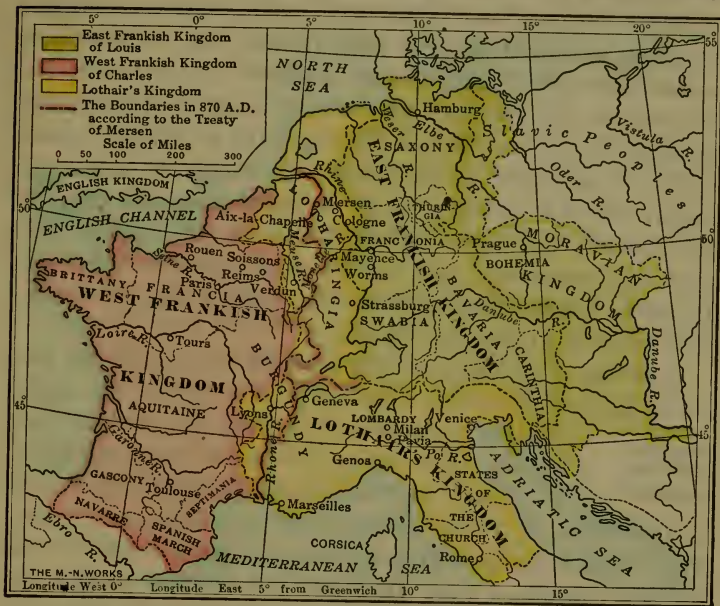 East Frankish Kingdom
of Louis
West Frankish Kingdom
of Charles
Lothair's Kingdom
The Boundaries in 870 A.D.
according to the Treaty
of Mersen
Scale of Miles
0 50 100 200 300
5° 0° 5° 10° 15° 20° 55
NORTH
SEA
Hamburg
Weser R.
Elbe
R.
SAXONY
Slavic Peoples
Vistula R.
Oder R.
ENGLISH KINGDOM
ENGLISH CHANNEL
50°
50°
Rhine
EAST FRANKISH KINGDOM
THURINGIA
Mersen
Aix-la Chapelle
Cologne
LOTHARINGIA
FRANCONIA
Prague
BOHEMIA
MORAVIAN
KINGDOM
Rouen
Soissons
Meuse R.
Mayence
Worms
Seine R.
Reims
Paris
Verdun
BRITTANY
FRANCIA
WEST FRANKISH
Strassburg
SWABIA
BAVARIA
Danube
R.
Danube R.
Loire R.
Tours
BURGUNDY
CARINTHIA
KINGDOM
45°
AQUITAINE
Lyons
Geneva
LOMBARDY
Milan
Pavia
Venice
45°
LOTHAIR'S KINGDOM
Po R.
Garonne R.
Rhone R.
Genoa
GASCONY
Toulouse
SEPTIMANIA
STATES
OF
THE
CHURCH
ADRIATIC SEA
NAVARRE
SPANISH
MARCH
Marseilles
Ebro R.
CORSICA
Rome
MEDITERRANEAN SEA
THE M.-N. WORKS
Longitude West 0° Longitude East 5° from Greenwich 10° 15°
5°